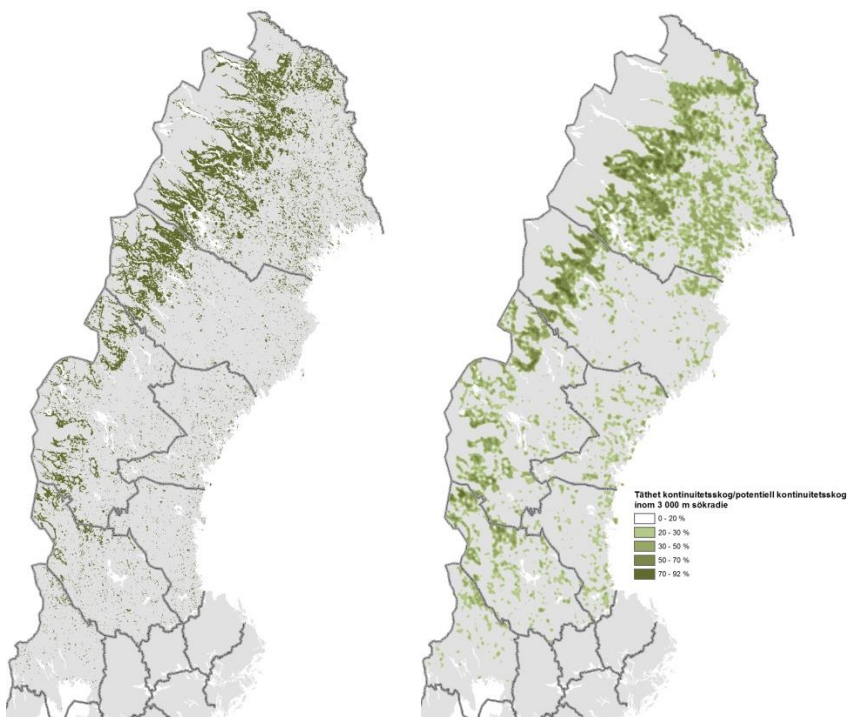 Täthet kontinuitetsskog/potentiell kontinuitetsskog
inom 3 000 m sökradie
0 - 20 %
20 - 30 %
30 - 50 %
50 - 70 %
70 - 92 %